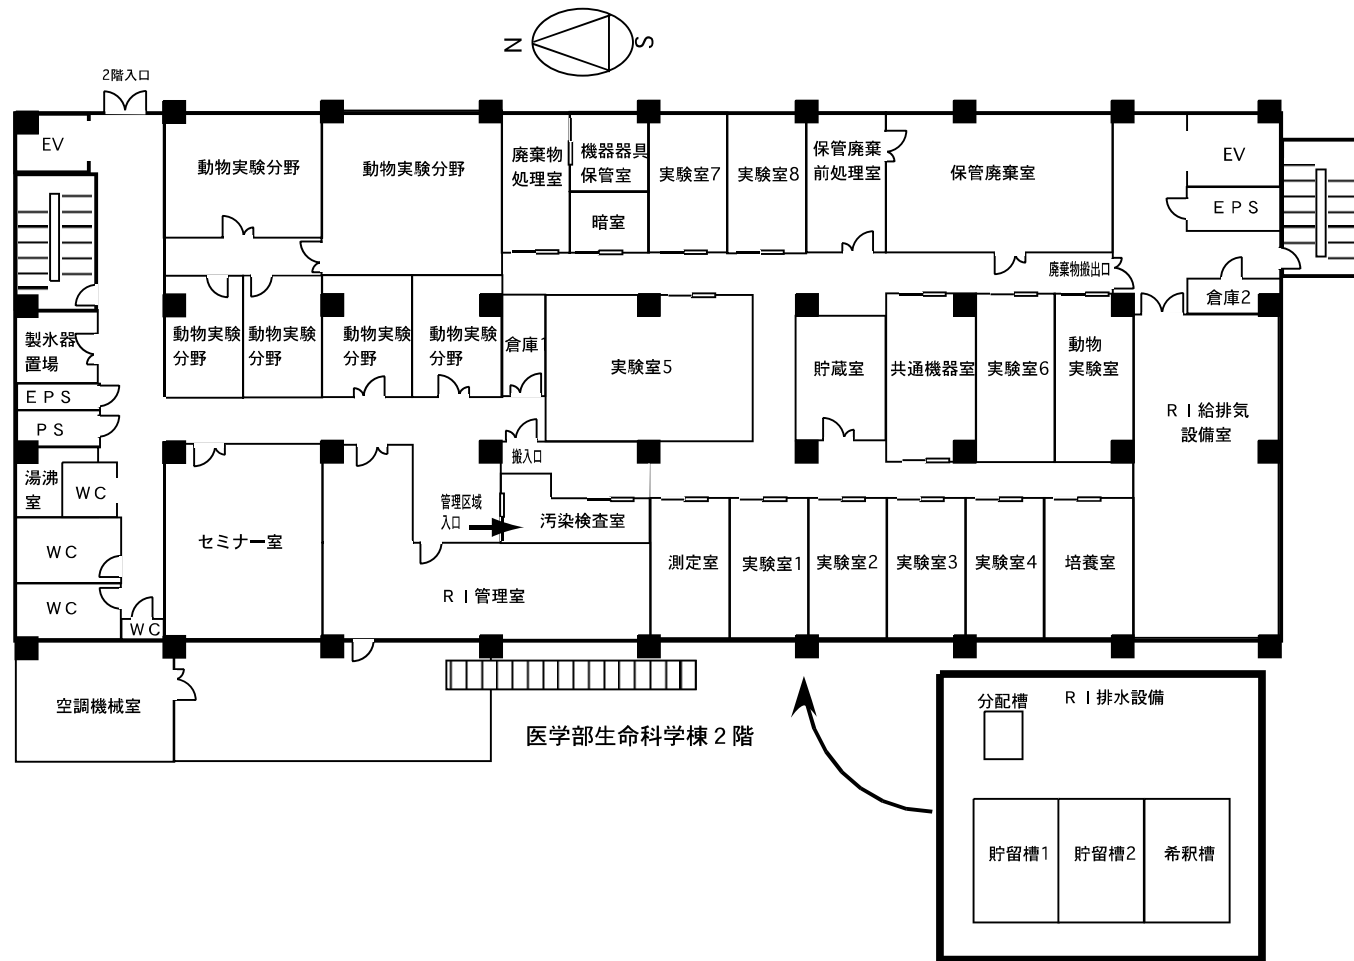 N
S
2階入口
EV
動物実験分野
動物実験分野
廃棄物
処理室
機器器具
保管室
暗室
実験室7
実験室8
保管廃棄
前処理室
保管廃棄室
EV
EPS
廃棄物搬出口
倉庫2
製氷器
置場
EPS
PS
湯沸
室
WC
WC
WC
WC
動物実験
分野
動物実験
分野
動物実験
分野
動物実験
分野
倉庫1
実験室5
貯蔵室
共通機器室
実験室6
動物
実験室
RI給排気
設備室
搬入口
管理区域
入口
汚染検査室
セミナー室
RI管理室
測定室
実験室1
実験室2
実験室3
実験室4
培養室
空調機械室
医学部生命科学棟2階
分配槽
RI排水設備
貯留槽1
貯留槽2
希釈槽